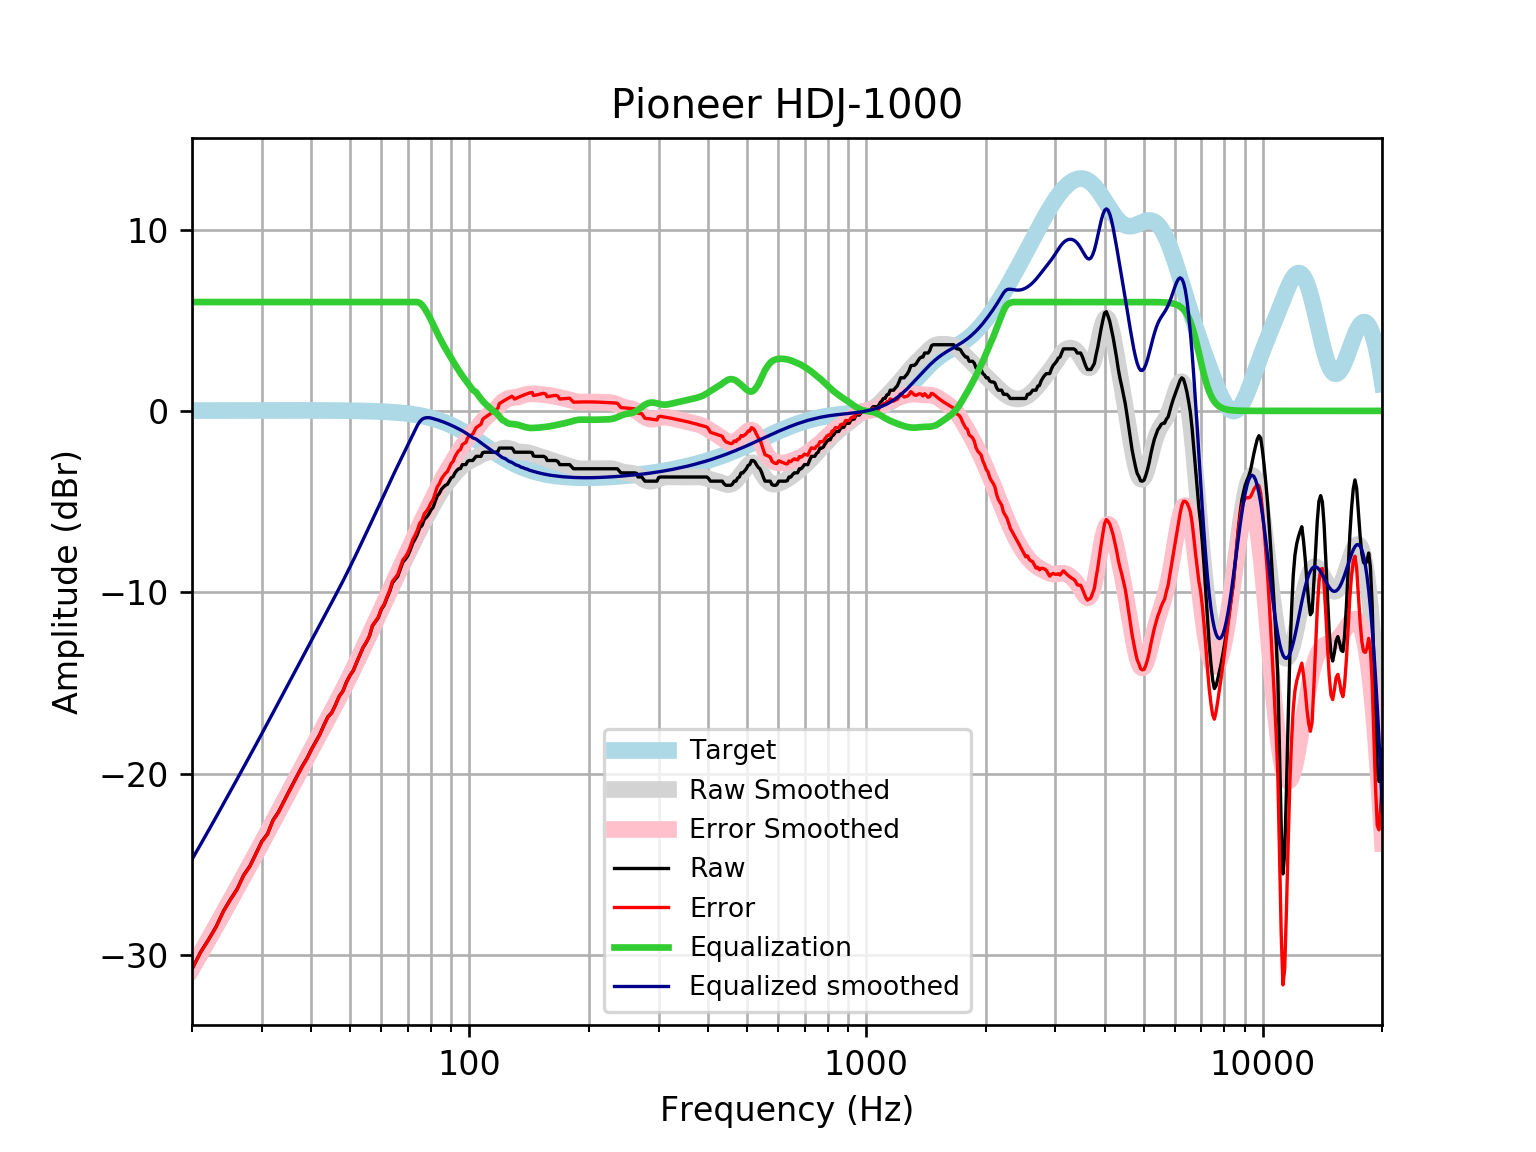 Pioneer HDJ-1000
Amplitude (dBr)
10
0
−10
−20
−30
Target
Raw Smoothed
Error Smoothed
Raw
Error
Equalization
Equalized smoothed
100 1000 10000
Frequency (Hz)